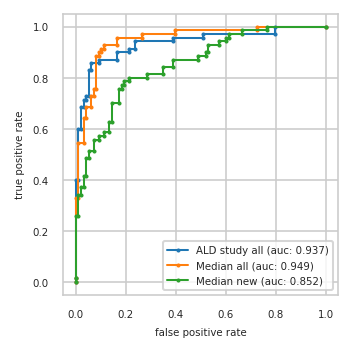 1.0
0.8
0.6
0.4
0.2
0.0
true positive rate
ALD study all (auc: 0.937)
Median all (auc: 0.949)
Median new (auc: 0.852)
0.0 0.2 0.4 0.6 0.8 1.0
false positive rate